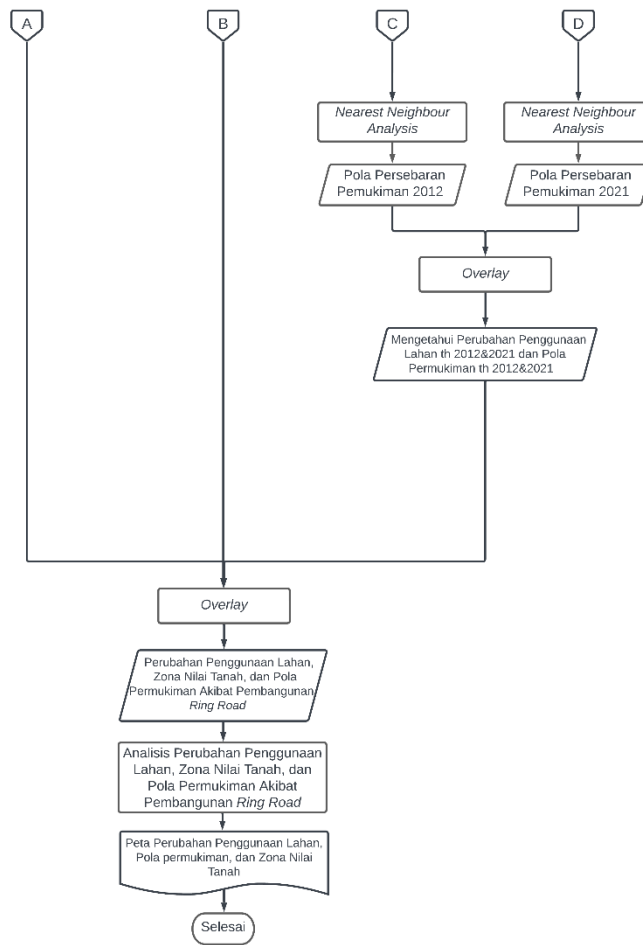 A
B
C
D
Nearest Neighbour
Analysis
Nearest Neighbour
Analysis
Pola Persebaran
Pemukiman 2012
Pola Persebaran
Pemukiman 2021
Overlay
Mengetahui Perubahan Penggunaan
Lahan th 2012&2021 dan Pola
Permukiman th 2012&2021
Overlay
Perubahan Penggunaan Lahan,
Zona Nilai Tanah, dan Pola
Permukiman Akibat Pembangunan
Ring Road
Analisis Perubahan Penggunaan
Lahan, Zona Nilai Tanah, dan
Pola Permukiman Akibat
Pembangunan Ring Road
Peta Perubahan Penggunaan Lahan,
Pola permukiman, dan Zona Nilai
Tanah
Selesai